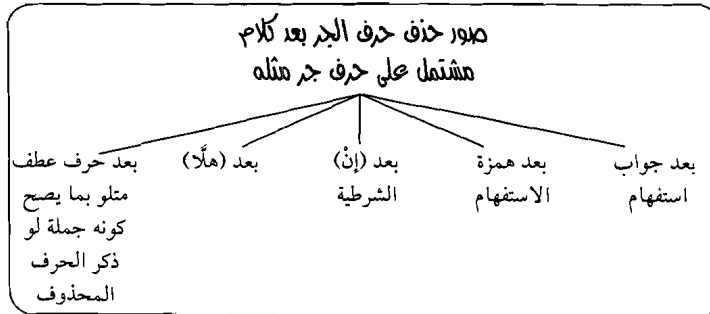 صور حذف حرف الجر بعد كلام
مشتمل على حرف جر مثله
بعد جواب
استفهام
بعد همزة
الاستفهام
بعد (إنْ)
الشرطية
بعد (هلَّا)
بعد حرف عطف
متلو بما يصح
كونه جملة لو
ذكر الحرف
المحذوف